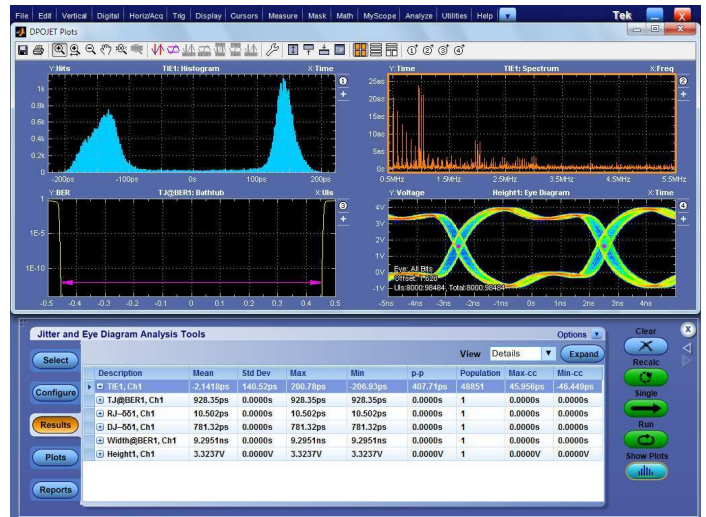 File Edit Vertical Digital Horiz/Acq Trig Display Cursors Measure Mask Math MyScope Analyze Utilities Help Tek
DPOJET Plots
Y:Hits TIE1: Histogram X:Time
1
1k
0.8k
0.6k
0.4k
0.2k
0
-200ps -100ps 0s 100ps 200ps
Y:Time TIE1: Spectrum X:Freq
2
25as
20as
15as
10as
5as
0s
0.5MHz 1.5MHz 2.5MHz 3.5MHz 4.5MHz 5.5MHz
Y:BER TJ@BER1: Bathtub X:UIs
3
1
1E-5
1E-10
-0.5 -0.4 -0.3 -0.2 -0.1 0 0.1 0.2 0.3 0.4 0.5
Y:Voltage Height1: Eye Diagram X:Time
4
4V
3V
2V
1V
0V
-1V
Eye: All Bits
Offset: 1.628
UIs:8000:98484 Total:8000:98484
-5ns -4ns -3ns -2ns -1ns 0s 1ns 2ns 3ns 4ns
Jitter and Eye Diagram Analysis Tools Options
View Details Expand
Select
Configure
Results
Plots
Reports
Description Mean Std Dev Max Min p-p Population Max-cc Min-cc
TIE1, Ch1 -2.1418ps 140.52ps 200.78ps -206.93ps 407.71ps 48851 45.956ps -46.449ps
TJ@BER1, Ch1 928.35ps 0.0000s 928.35ps 928.35ps 0.0000s 1 0.0000s 0.0000s
RJ–δδ1, Ch1 10.502ps 0.0000s 10.502ps 10.502ps 0.0000s 1 0.0000s 0.0000s
DJ–δδ1, Ch1 781.32ps 0.0000s 781.32ps 781.32ps 0.0000s 1 0.0000s 0.0000s
Width@BER1, Ch1 9.2951ns 0.0000s 9.2951ns 9.2951ns 0.0000s 1 0.0000s 0.0000s
Height1, Ch1 3.3237V 0.0000V 3.3237V 3.3237V 0.0000V 1 0.0000V 0.0000V
Clear
Recalc
Single
Run
Show Plots